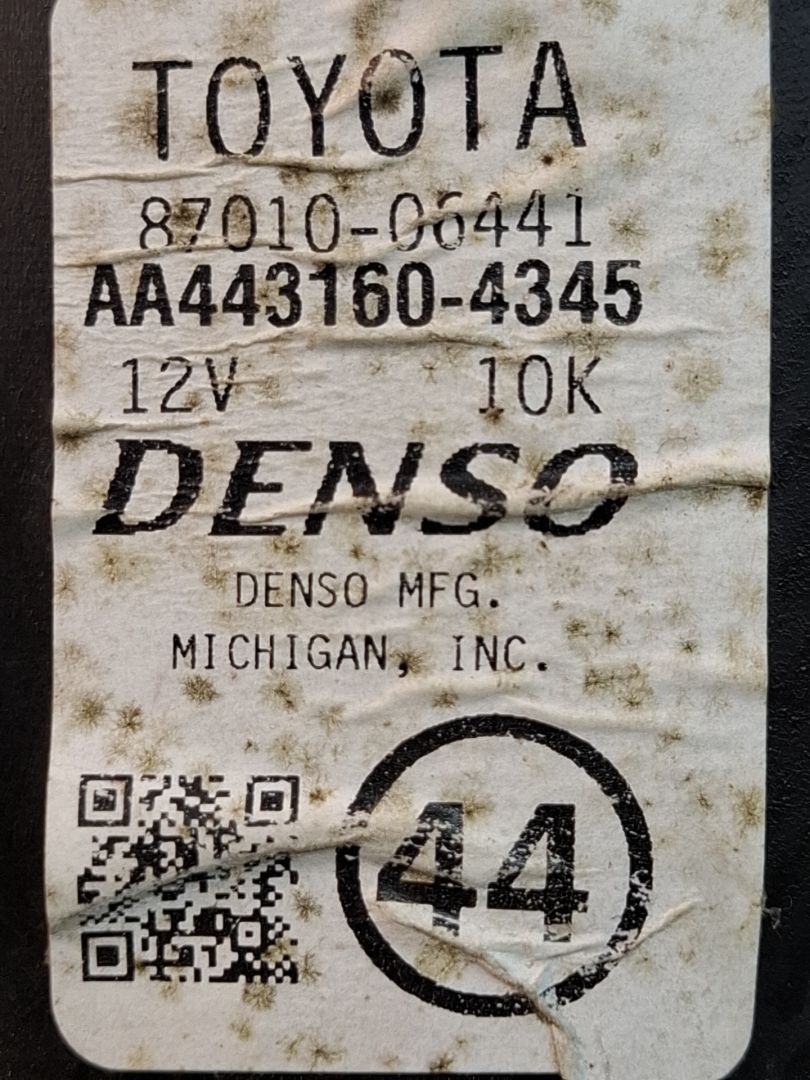 TOYOTA
87010-06441
AA443160-4345
12V 10K
DENSO
DENSO MFG.
MICHIGAN, INC.
44